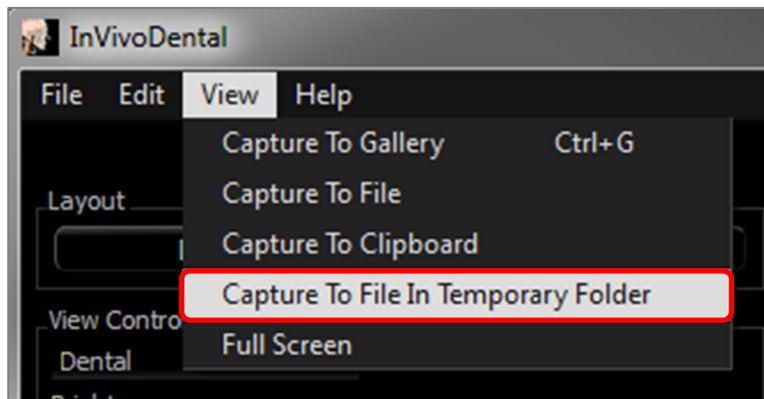 InVivoDental
File Edit View Help
Capture To Gallery Ctrl+G
Layout
Capture To File
Capture To Clipboard
Capture To File In Temporary Folder
View Contro
Full Screen
Dental